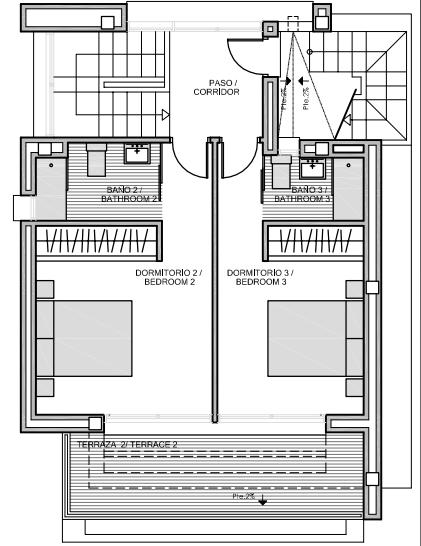 PASO /
CORRÍDOR
Pte.2%
Pte.2%
BAÑO 2 /
BATHROOM 2
BAÑO 3 /
BATHROOM 3
DORMITORIO 2 /
BEDROOM 2
DORMITORIO 3 /
BEDROOM 3
TERRAZA 2/ TERRACE 2
Pte.2%